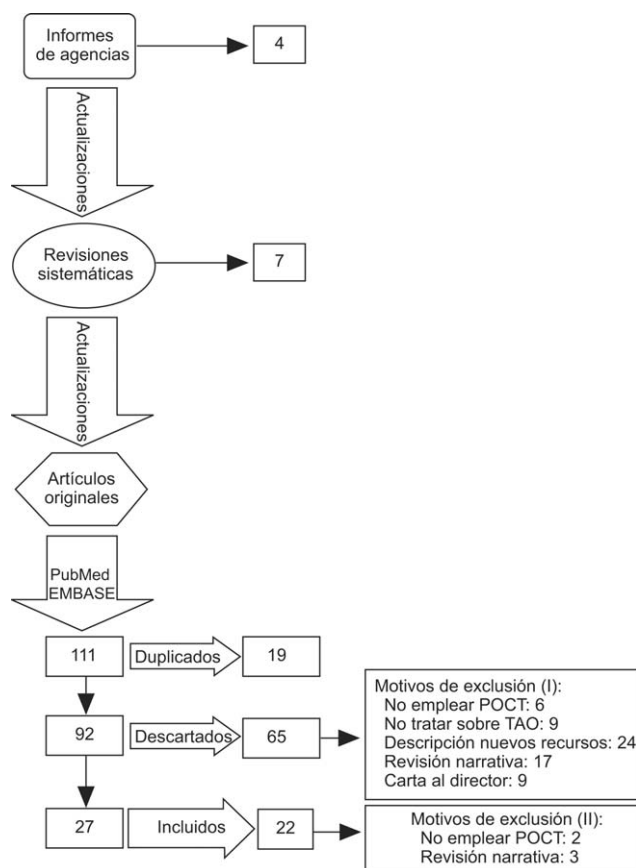 Informes
de agencias
4
Actualizaciones
Revisiones
sistemáticas
7
Actualizaciones
Artículos
originales
PubMed
EMBASE
111
Duplicados
19
92
Descartados
65
Motivos de exclusión (I):
No emplear POCT: 6
No tratar sobre TAO: 9
Descripción nuevos recursos: 24
Revisión narrativa: 17
Carta al director: 9
27
Incluidos
22
Motivos de exclusión (II):
No emplear POCT: 2
Revisión narrativa: 3